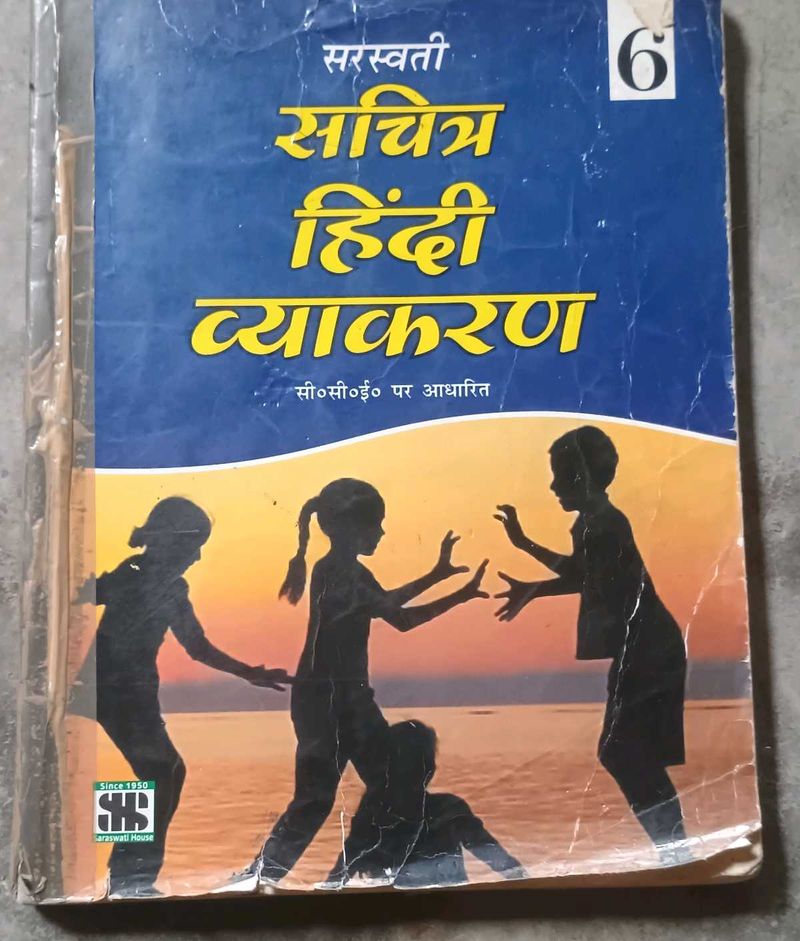 सरस्वती
6
सचित्र
हिंदी
व्याकरण
सी०सी०ई० पर आधारित
Since 1950
SHS
Saraswati House